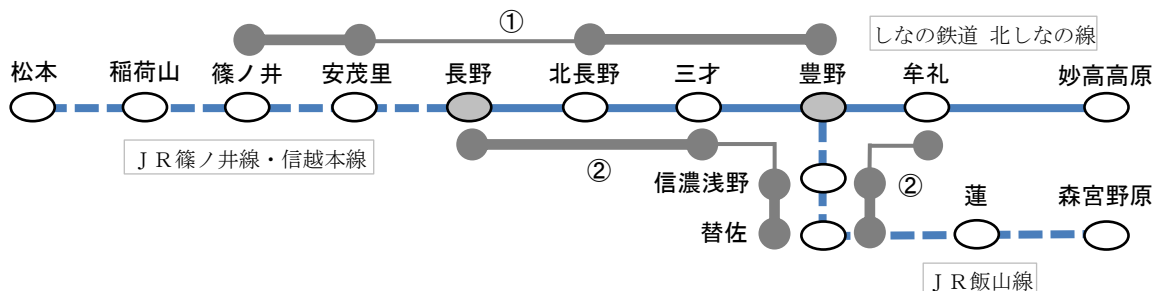 ①
しなの鉄道 北しなの線
松本
稲荷山
篠ノ井
安茂里
長野
北長野
三才
豊野
牟礼
妙高高原
ＪＲ篠ノ井線・信越本線
②
信濃浅野
②
替佐
蓮
森宮野原
ＪＲ飯山線